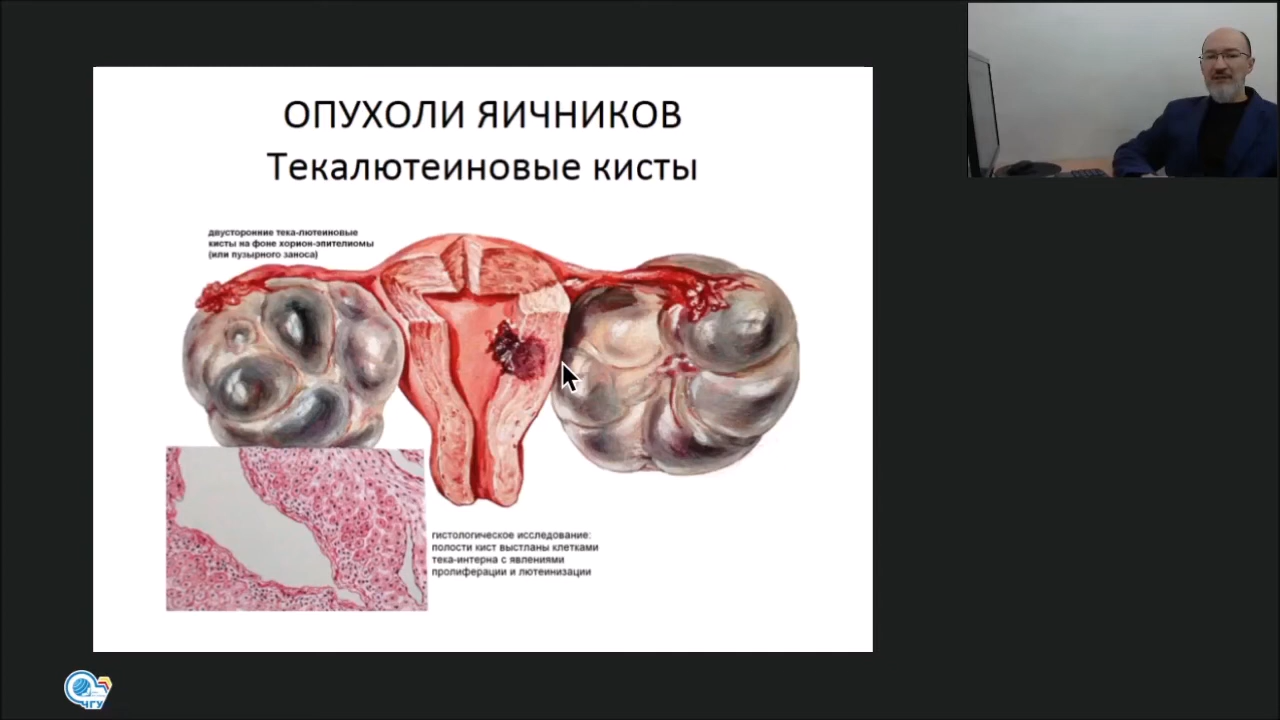 ОПУХОЛИ ЯИЧНИКОВ
Текалютеиновые кисты
двусторонние тека-лютеиновые
кисты на фоне хорион-эпителиомы
(или пузырного заноса)
гистологическое исследование:
полости кист выстланы клетками
тека-интерна с явлениями
пролиферации и лютеинизации
ЧГУ